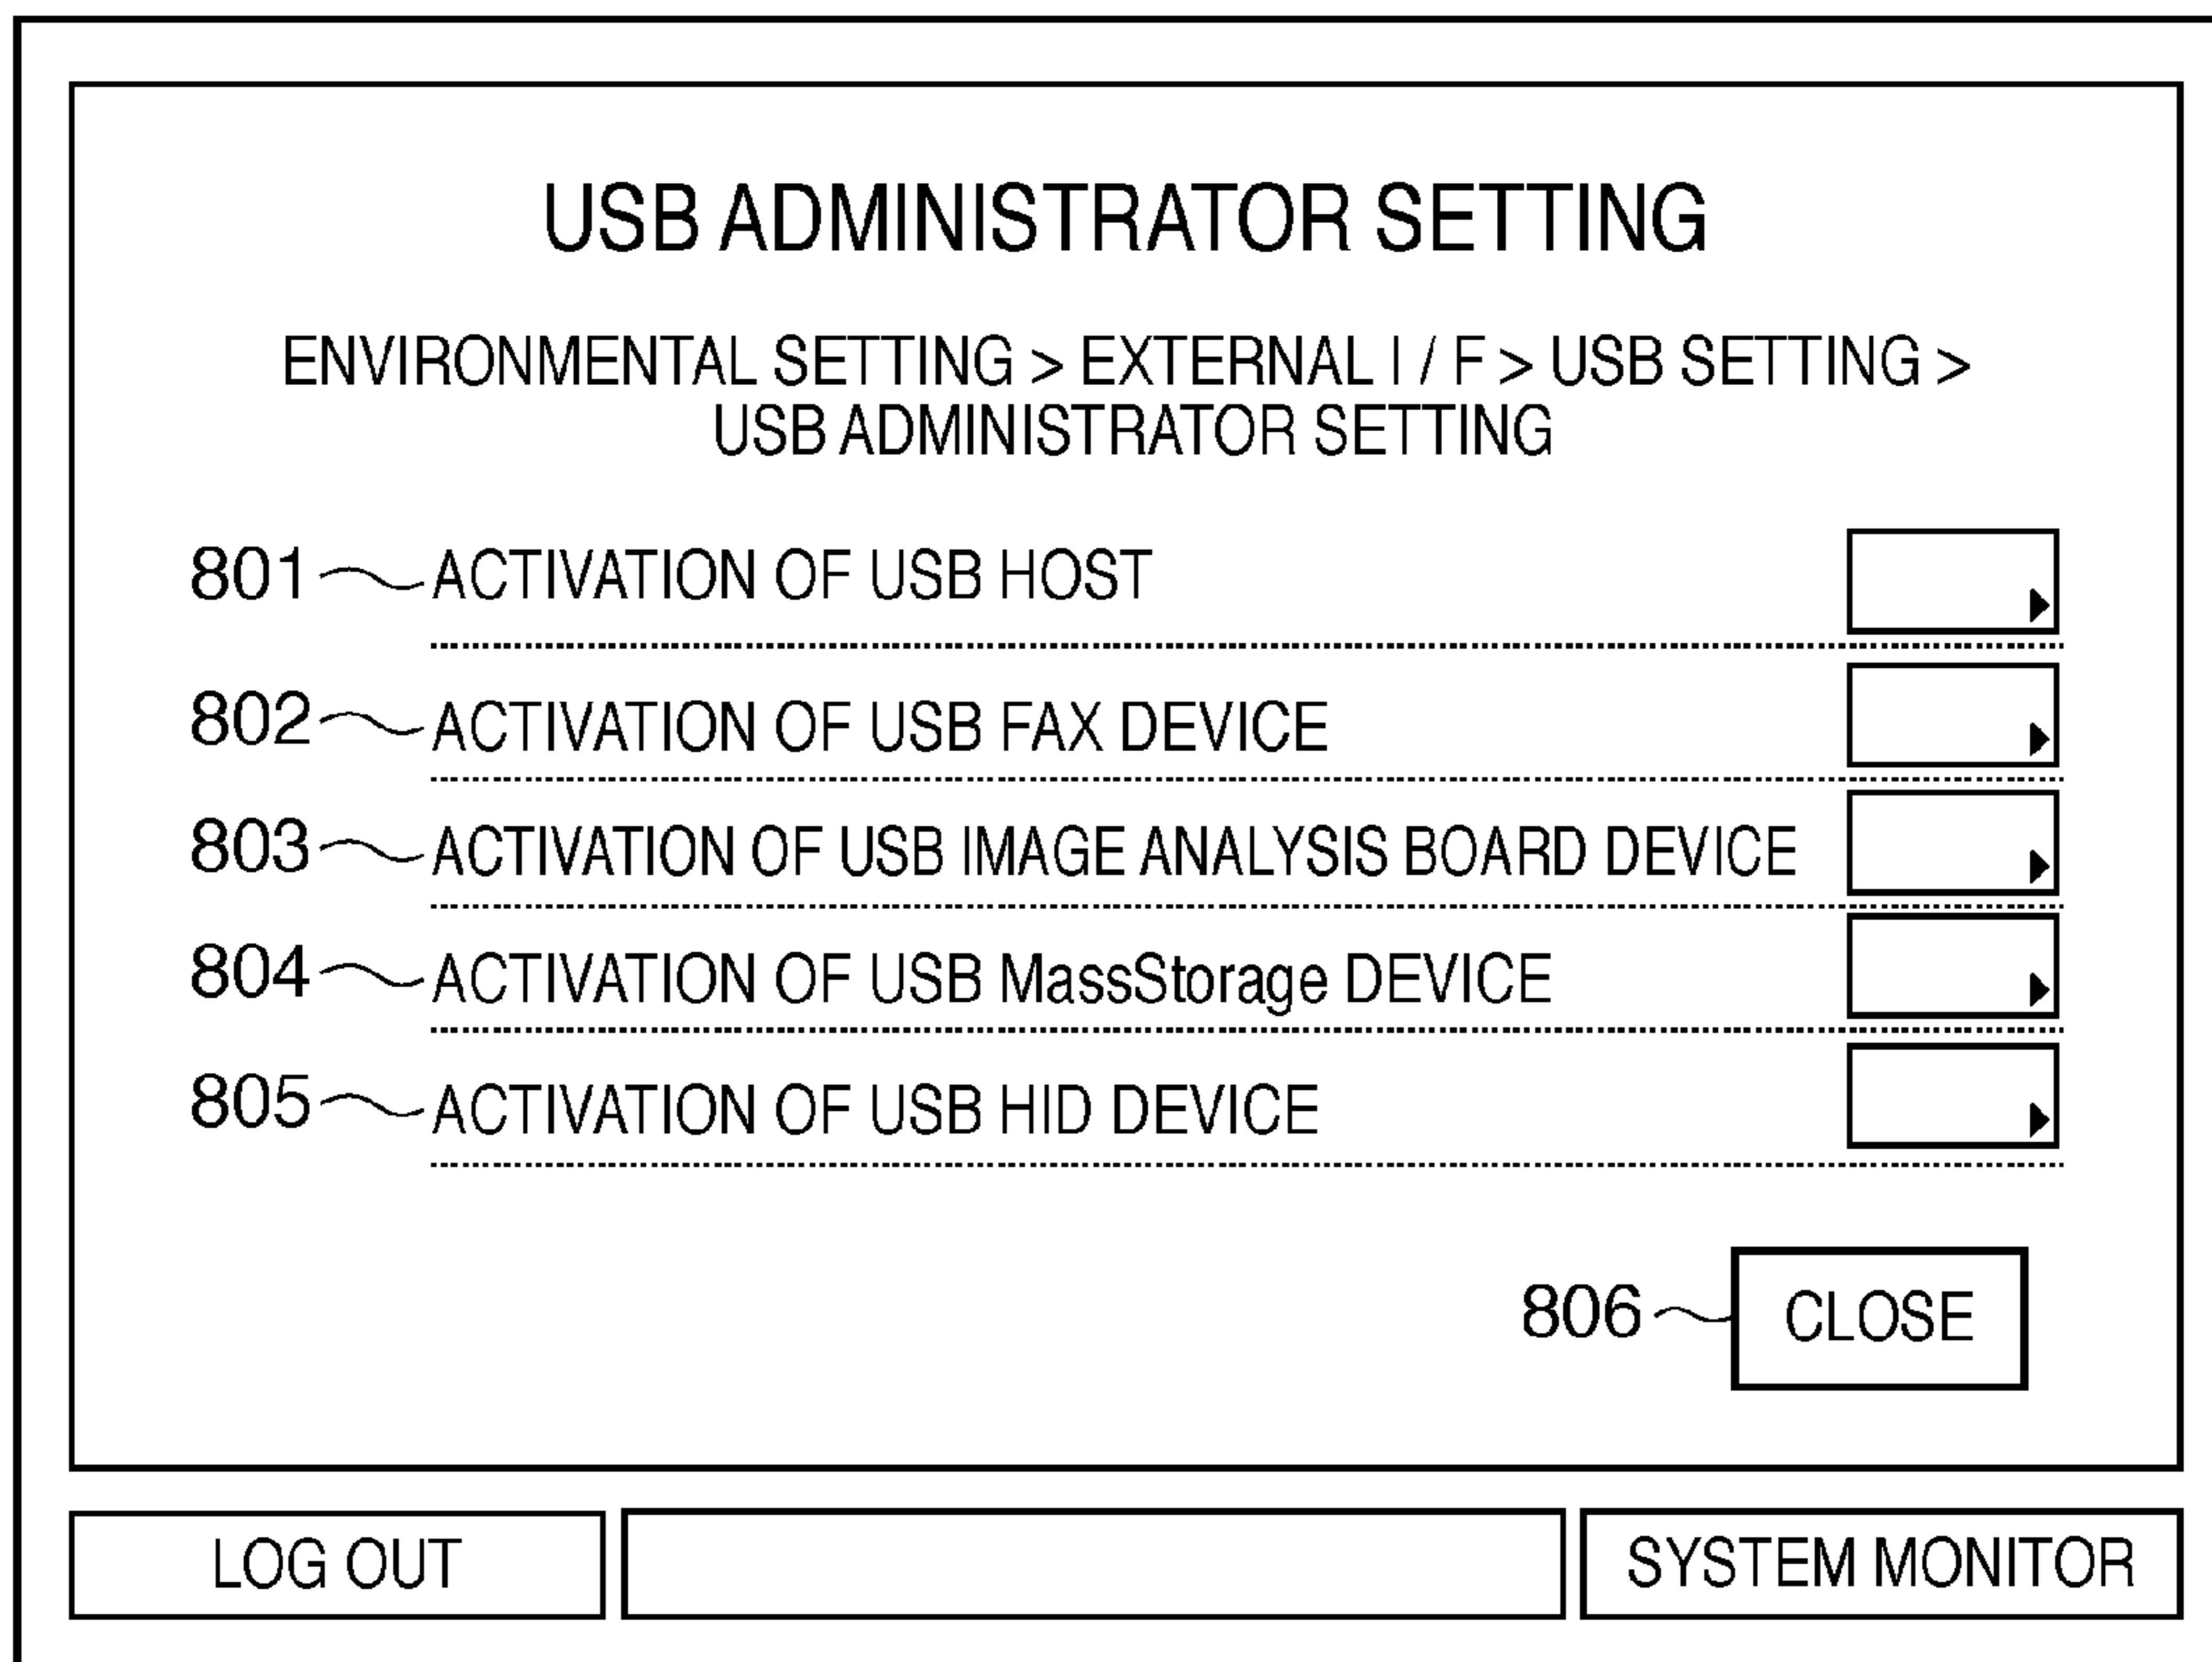 USB ADMINISTRATOR SETTING
ENVIRONMENTAL SETTING > EXTERNAL I / F > USB SETTING >
USB ADMINISTRATOR SETTING
801 ACTIVATION OF USB HOST
802 ACTIVATION OF USB FAX DEVICE
803 ACTIVATION OF USB IMAGE ANALYSIS BOARD DEVICE
804 ACTIVATION OF USB MassStorage DEVICE
805 ACTIVATION OF USB HID DEVICE
806 CLOSE
LOG OUT SYSTEM MONITOR